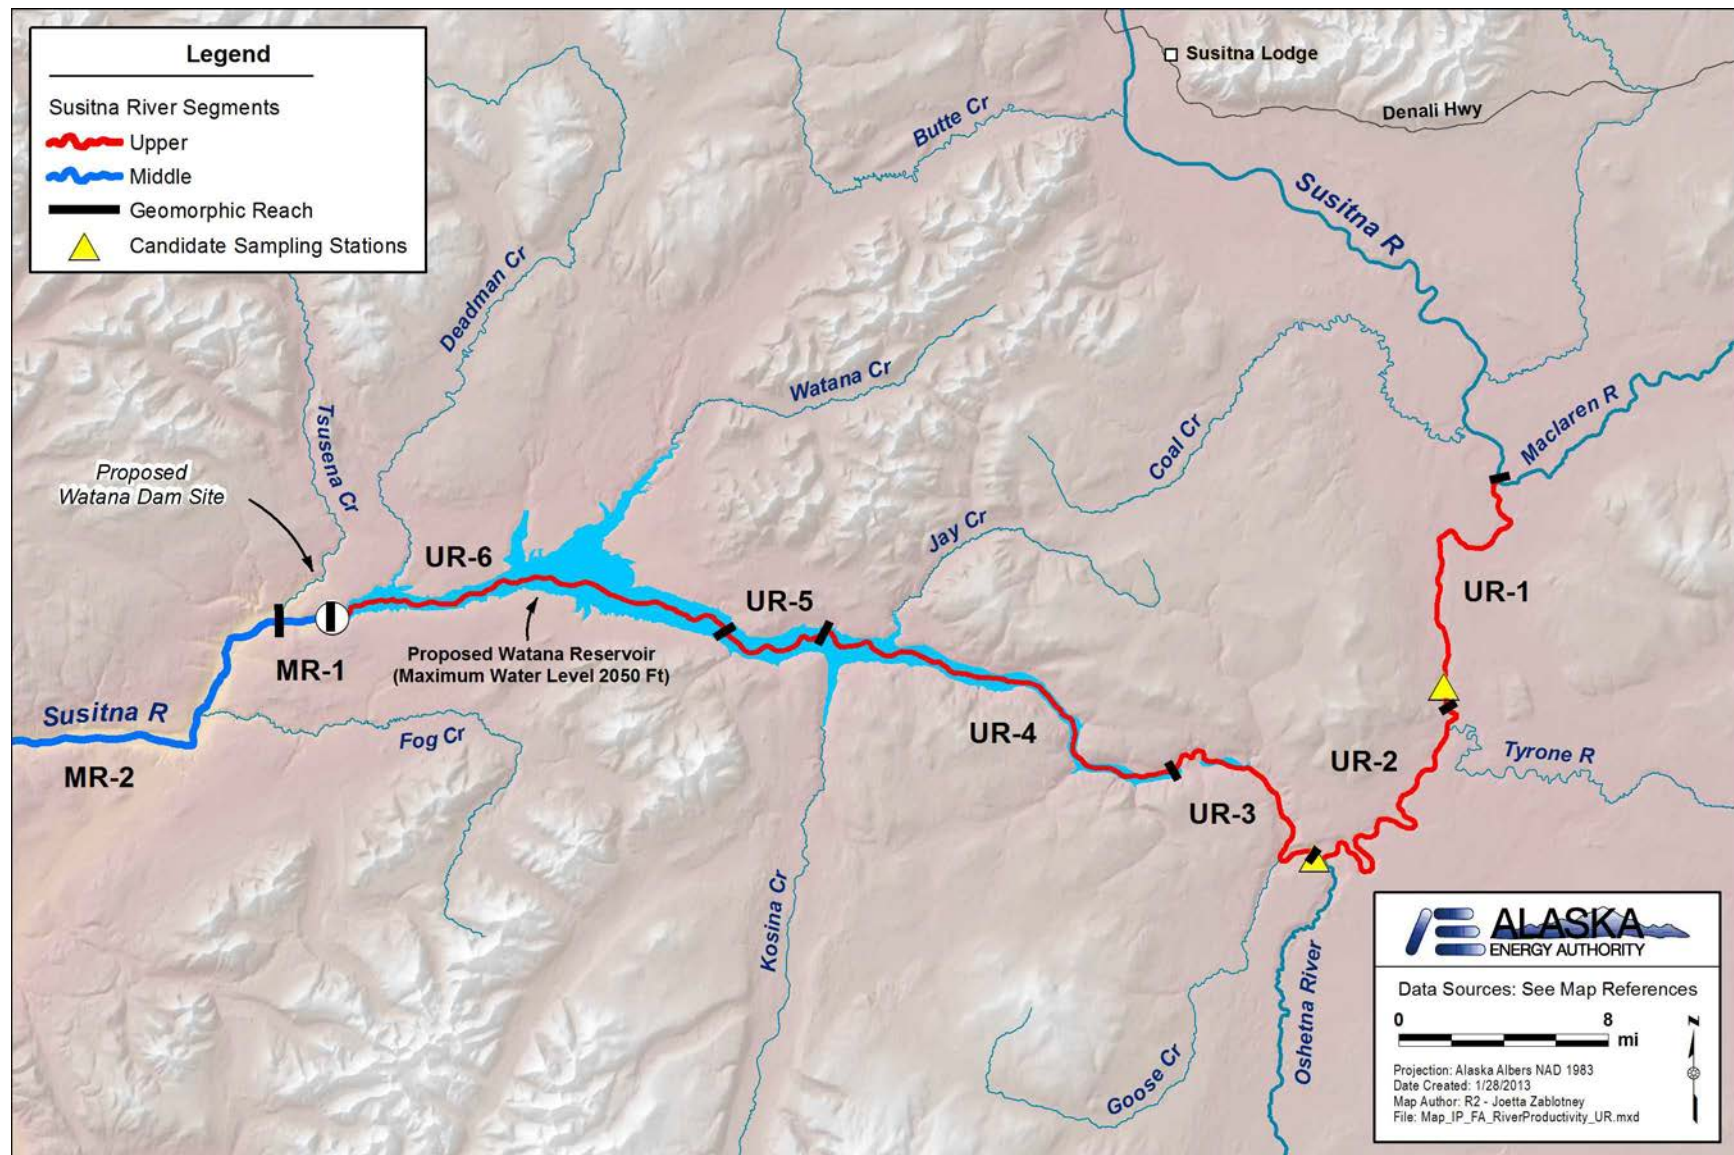 Legend
Susitna River Segments
Upper
Middle
Geomorphic Reach
Candidate Sampling Stations
Susitna Lodge
Denali Hwy
Butte Cr
Susitna R
Deadman Cr
Watana Cr
Maclaren R
Coal Cr
Tsusena Cr
Proposed
Watana Dam Site
Jay Cr
UR-6
UR-1
UR-5
Proposed Watana Reservoir
(Maximum Water Level 2050 Ft)
MR-1
Susitna R
Fog Cr
UR-4
UR-2
Tyrone R
MR-2
UR-3
Kosina Cr
Oshetna River
Goose Cr
ALASKA
ENERGY AUTHORITY
Data Sources: See Map References
0 8
mi
N
Projection: Alaska Albers NAD 1983
Date Created: 1/28/2013
Map Author: R2 - Joetta Zablotney
File: Map_IP_FA_RiverProductivity_UR.mxd